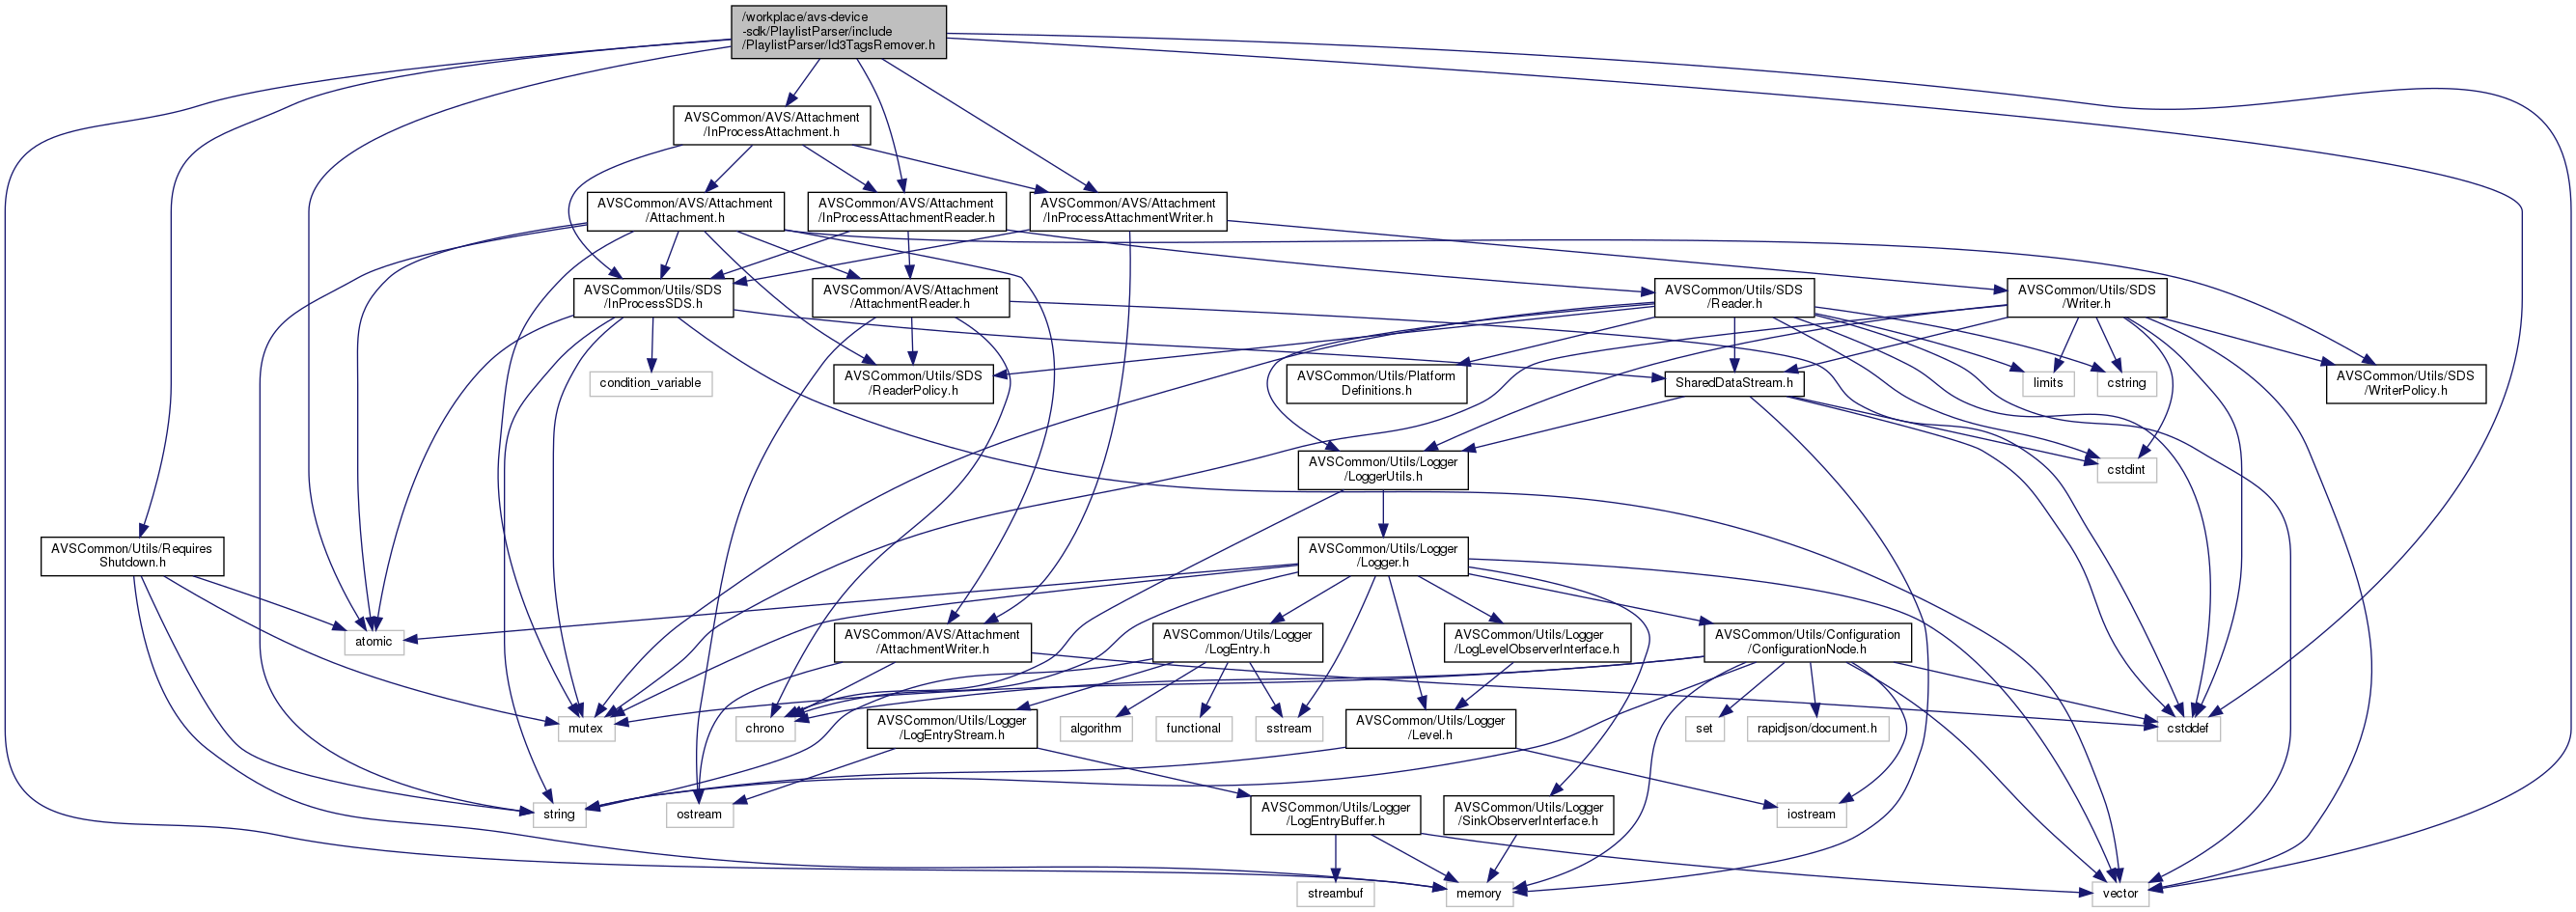 /workplace/avs-device
-sdk/PlaylistParser/include
/PlaylistParser/Id3TagsRemover.h
AVSCommon/AVS/Attachment
/InProcessAttachment.h
AVSCommon/AVS/Attachment
/Attachment.h
AVSCommon/AVS/Attachment
/InProcessAttachmentReader.h
AVSCommon/AVS/Attachment
/InProcessAttachmentWriter.h
AVSCommon/Utils/SDS
/InProcessSDS.h
AVSCommon/AVS/Attachment
/AttachmentReader.h
AVSCommon/Utils/SDS
/Reader.h
AVSCommon/Utils/SDS
/Writer.h
condition_variable
AVSCommon/Utils/SDS
/ReaderPolicy.h
AVSCommon/Utils/Platform
Definitions.h
SharedDataStream.h
limits
cstring
AVSCommon/Utils/SDS
/WriterPolicy.h
AVSCommon/Utils/Logger
/LoggerUtils.h
cstdint
AVSCommon/Utils/Requires
Shutdown.h
AVSCommon/Utils/Logger
/Logger.h
atomic
AVSCommon/AVS/Attachment
/AttachmentWriter.h
AVSCommon/Utils/Logger
/LogEntry.h
AVSCommon/Utils/Logger
/LogLevelObserverInterface.h
AVSCommon/Utils/Configuration
/ConfigurationNode.h
mutex
chrono
AVSCommon/Utils/Logger
/LogEntryStream.h
algorithm
functional
sstream
AVSCommon/Utils/Logger
/Level.h
set
rapidjson/document.h
cstddef
string
ostream
AVSCommon/Utils/Logger
/LogEntryBuffer.h
AVSCommon/Utils/Logger
/SinkObserverInterface.h
iostream
streambuf
memory
vector